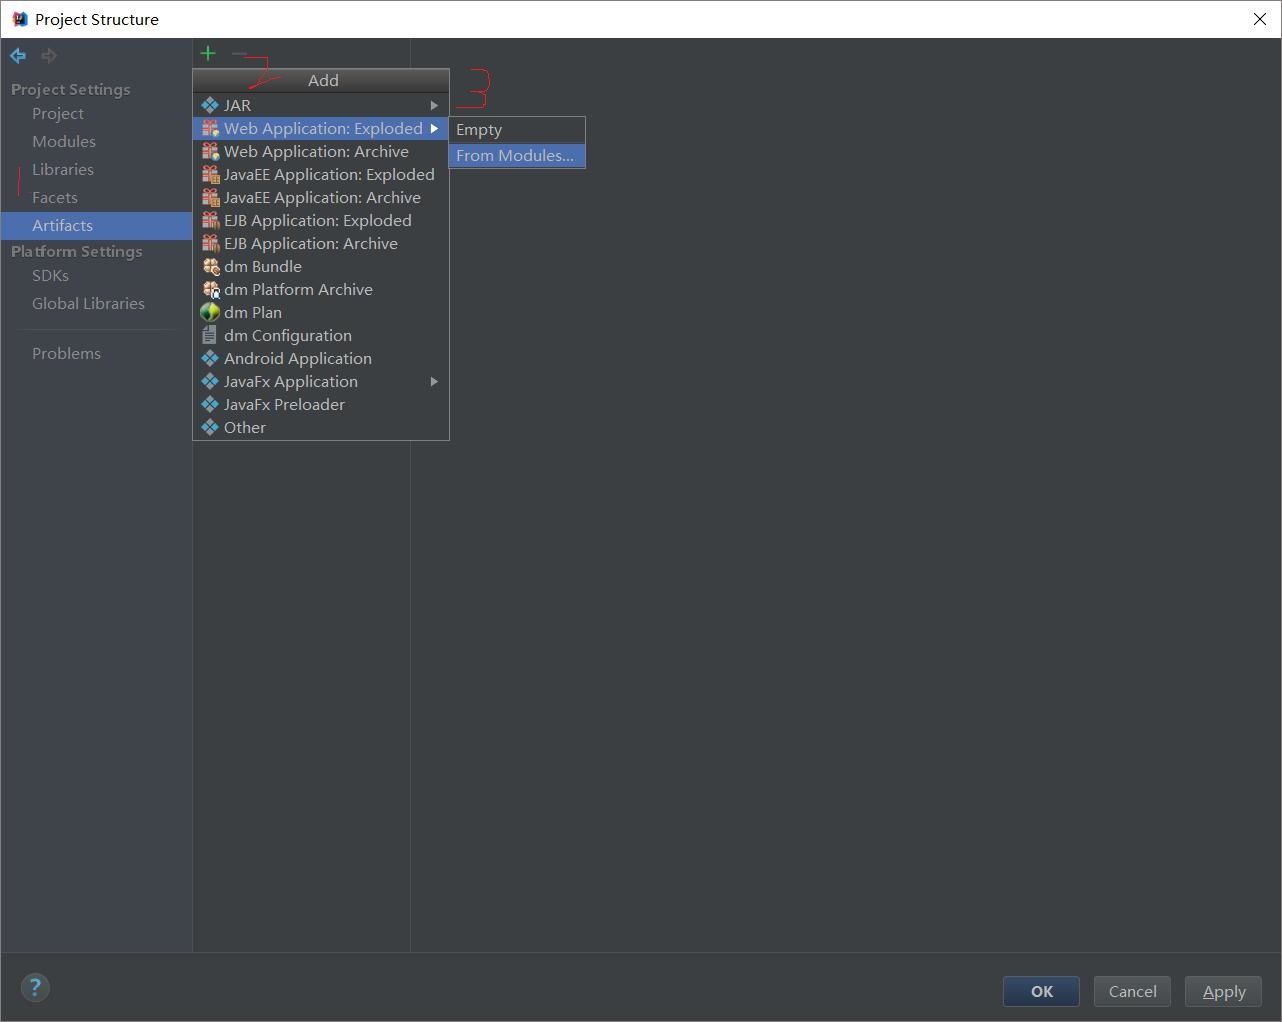 Project Structure
Project Settings
Project
Modules
Libraries
Facets
Artifacts
Platform Settings
SDKs
Global Libraries
Problems
2
Add
JAR
Web Application: Exploded
Web Application: Archive
JavaEE Application: Exploded
JavaEE Application: Archive
EJB Application: Exploded
EJB Application: Archive
dm Bundle
dm Platform Archive
dm Plan
dm Configuration
Android Application
JavaFx Application
JavaFx Preloader
Other
3
Empty
From Modules...
1
?
OK
Cancel
Apply